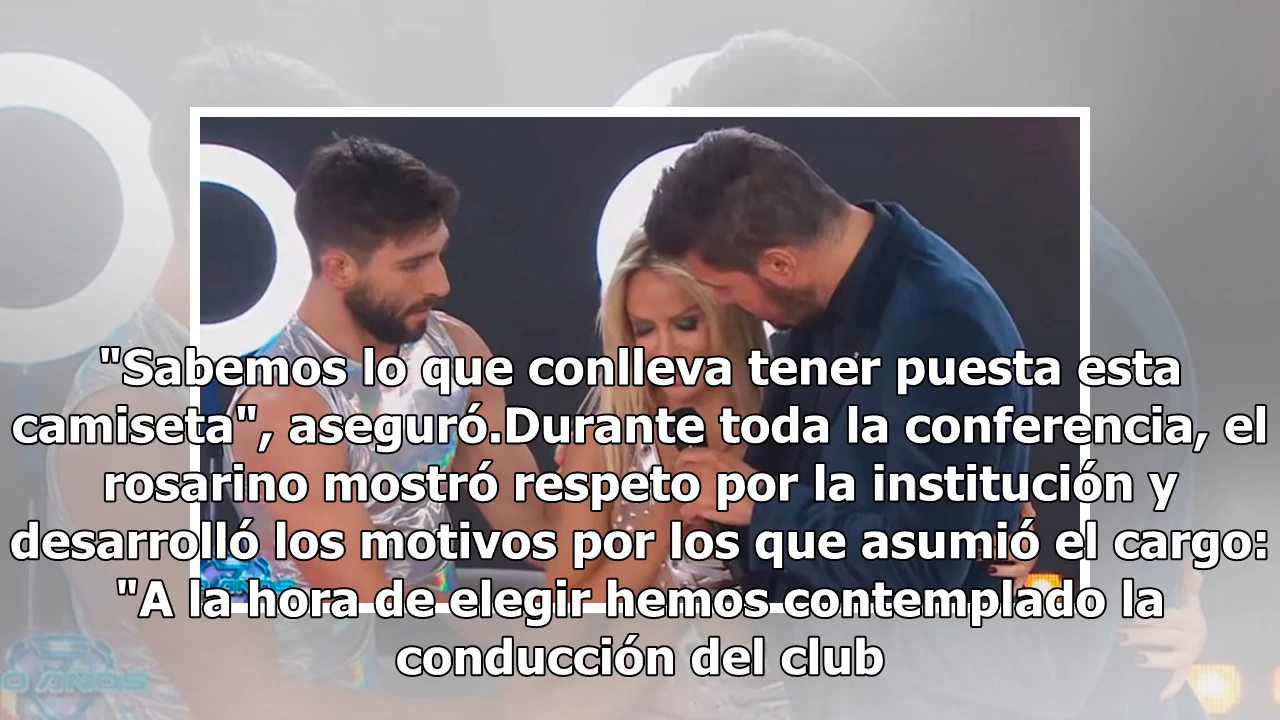 "Sabemos lo que conlleva tener puesta esta
camiseta", aseguró.Durante toda la conferencia, el
rosarino mostró respeto por la institución y
desarrolló los motivos por los que asumió el cargo:
"A la hora de elegir hemos contemplado la
conducción del club
AÑOS